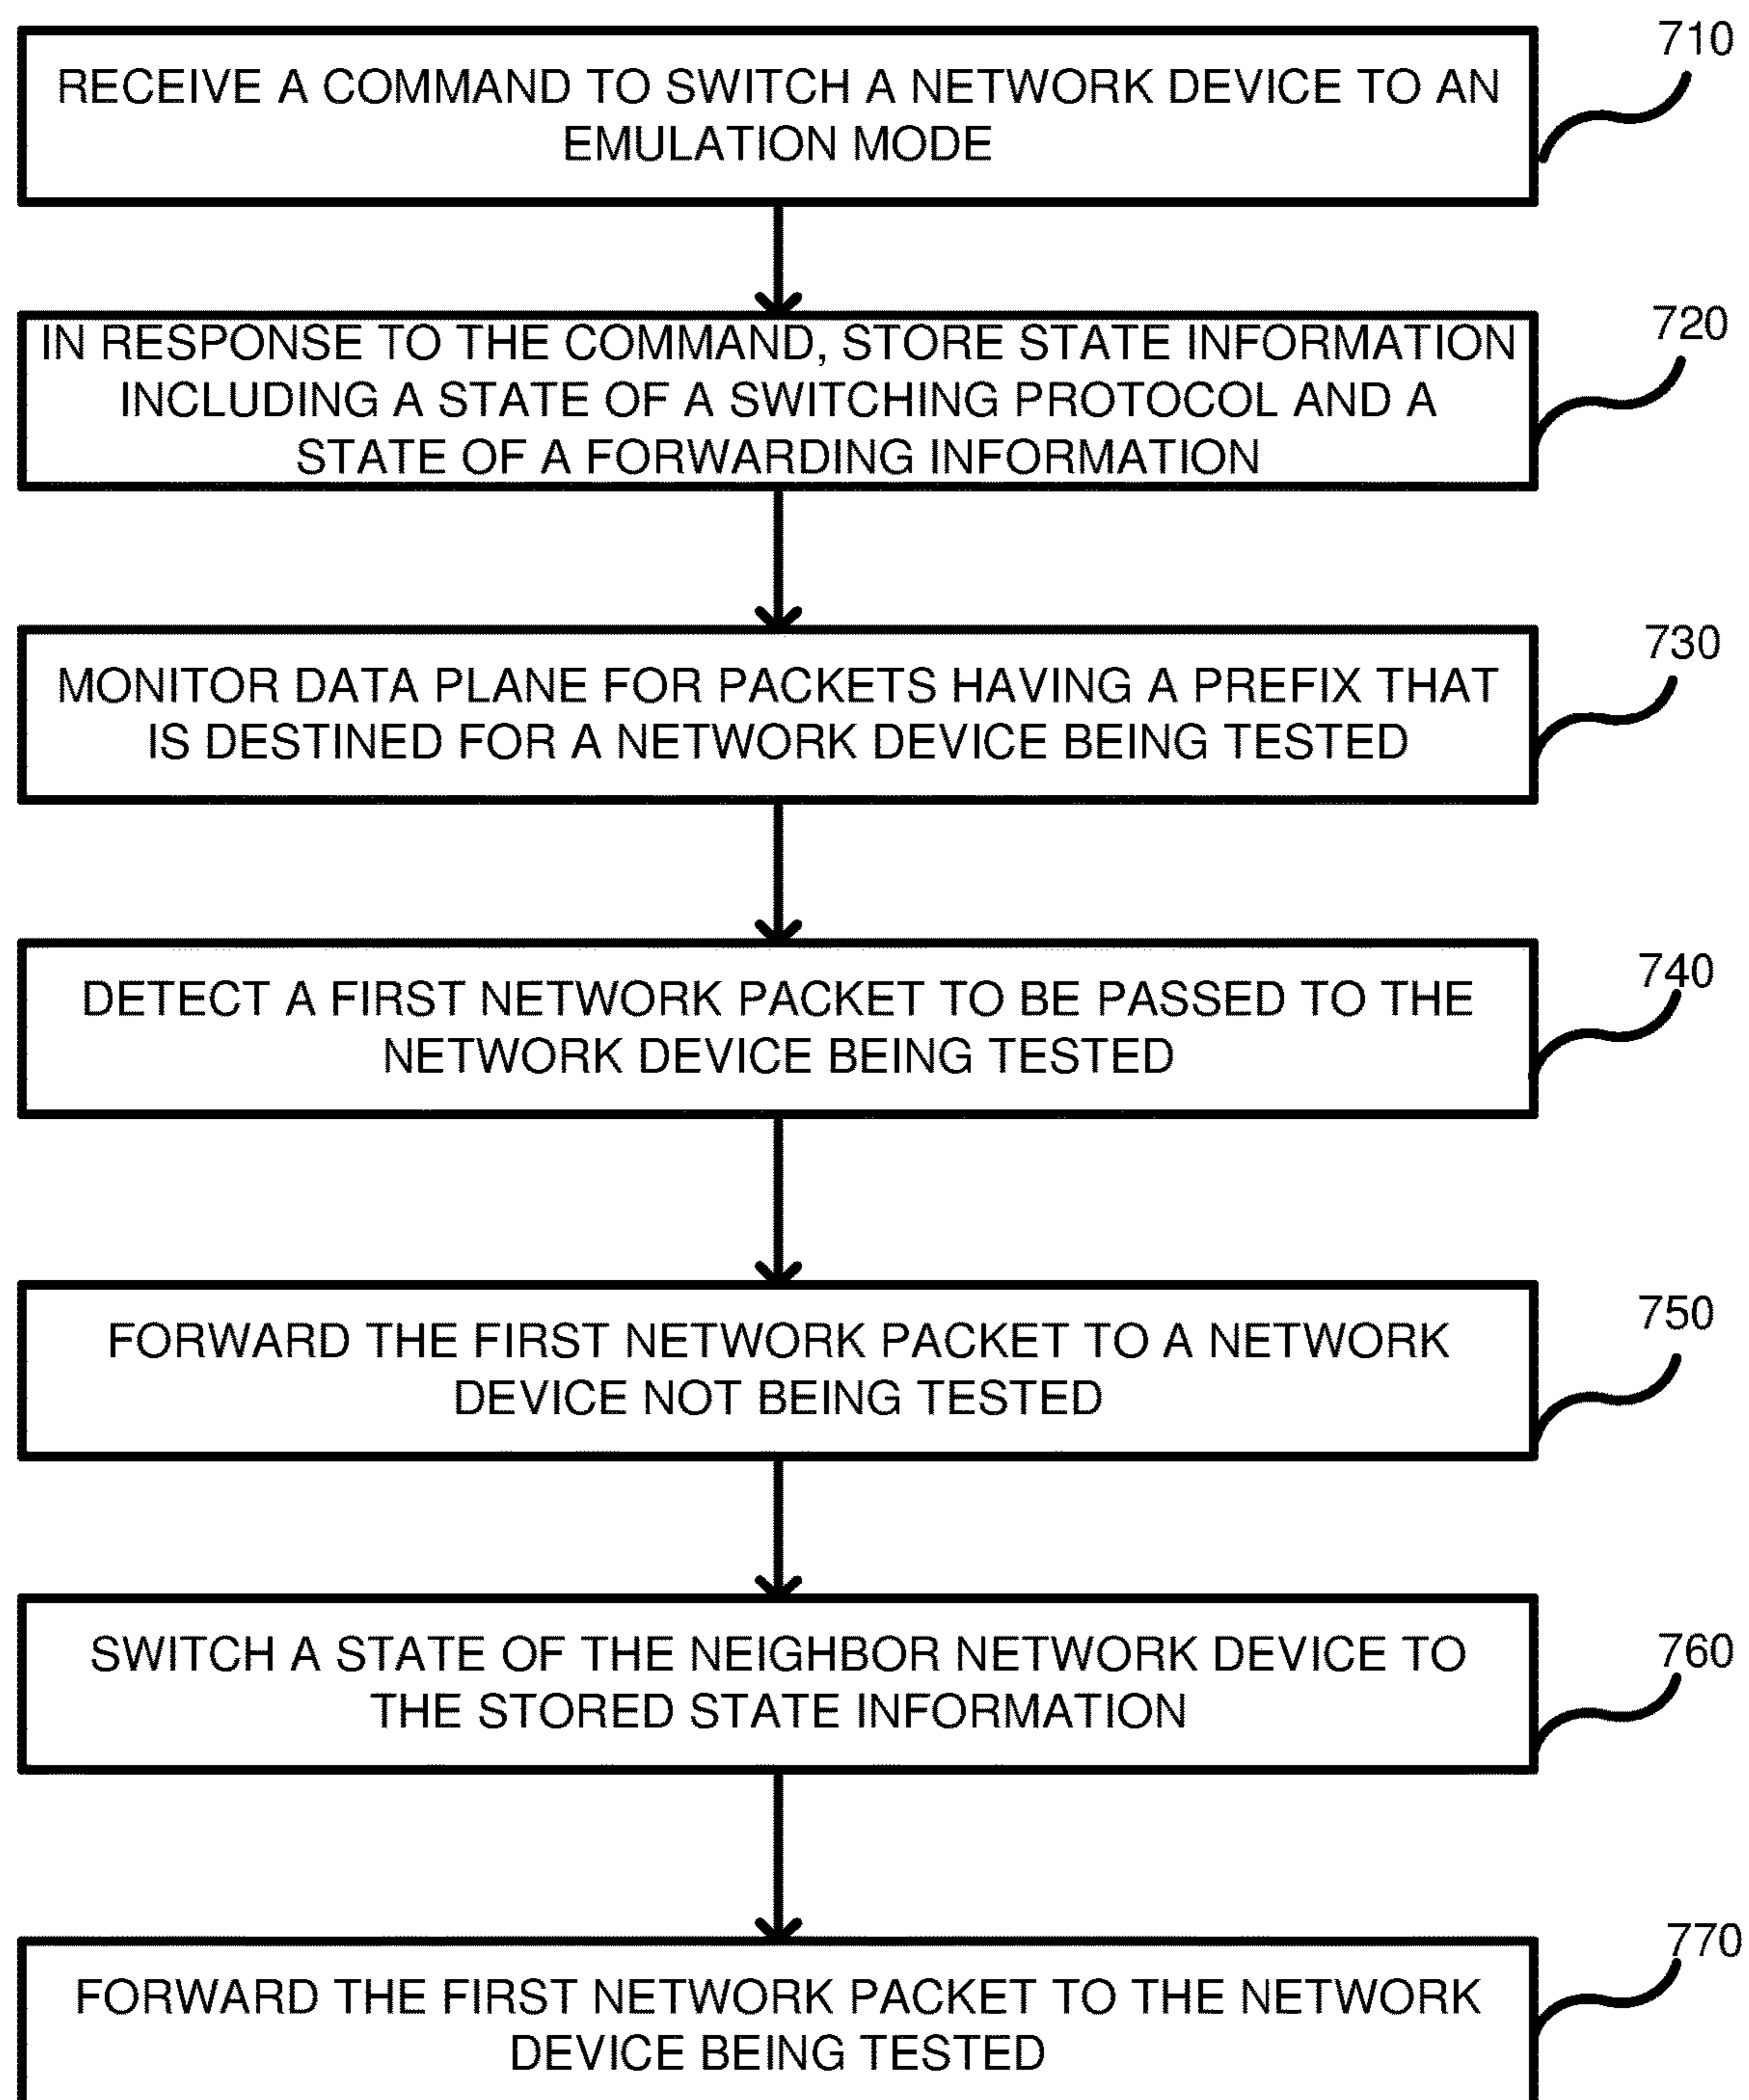 710
RECEIVE A COMMAND TO SWITCH A NETWORK DEVICE TO AN
EMULATION MODE
720
IN RESPONSE TO THE COMMAND, STORE STATE INFORMATION
INCLUDING A STATE OF A SWITCHING PROTOCOL AND A
STATE OF A FORWARDING INFORMATION
730
MONITOR DATA PLANE FOR PACKETS HAVING A PREFIX THAT
IS DESTINED FOR A NETWORK DEVICE BEING TESTED
740
DETECT A FIRST NETWORK PACKET TO BE PASSED TO THE
NETWORK DEVICE BEING TESTED
750
FORWARD THE FIRST NETWORK PACKET TO A NETWORK
DEVICE NOT BEING TESTED
760
SWITCH A STATE OF THE NEIGHBOR NETWORK DEVICE TO
THE STORED STATE INFORMATION
770
FORWARD THE FIRST NETWORK PACKET TO THE NETWORK
DEVICE BEING TESTED